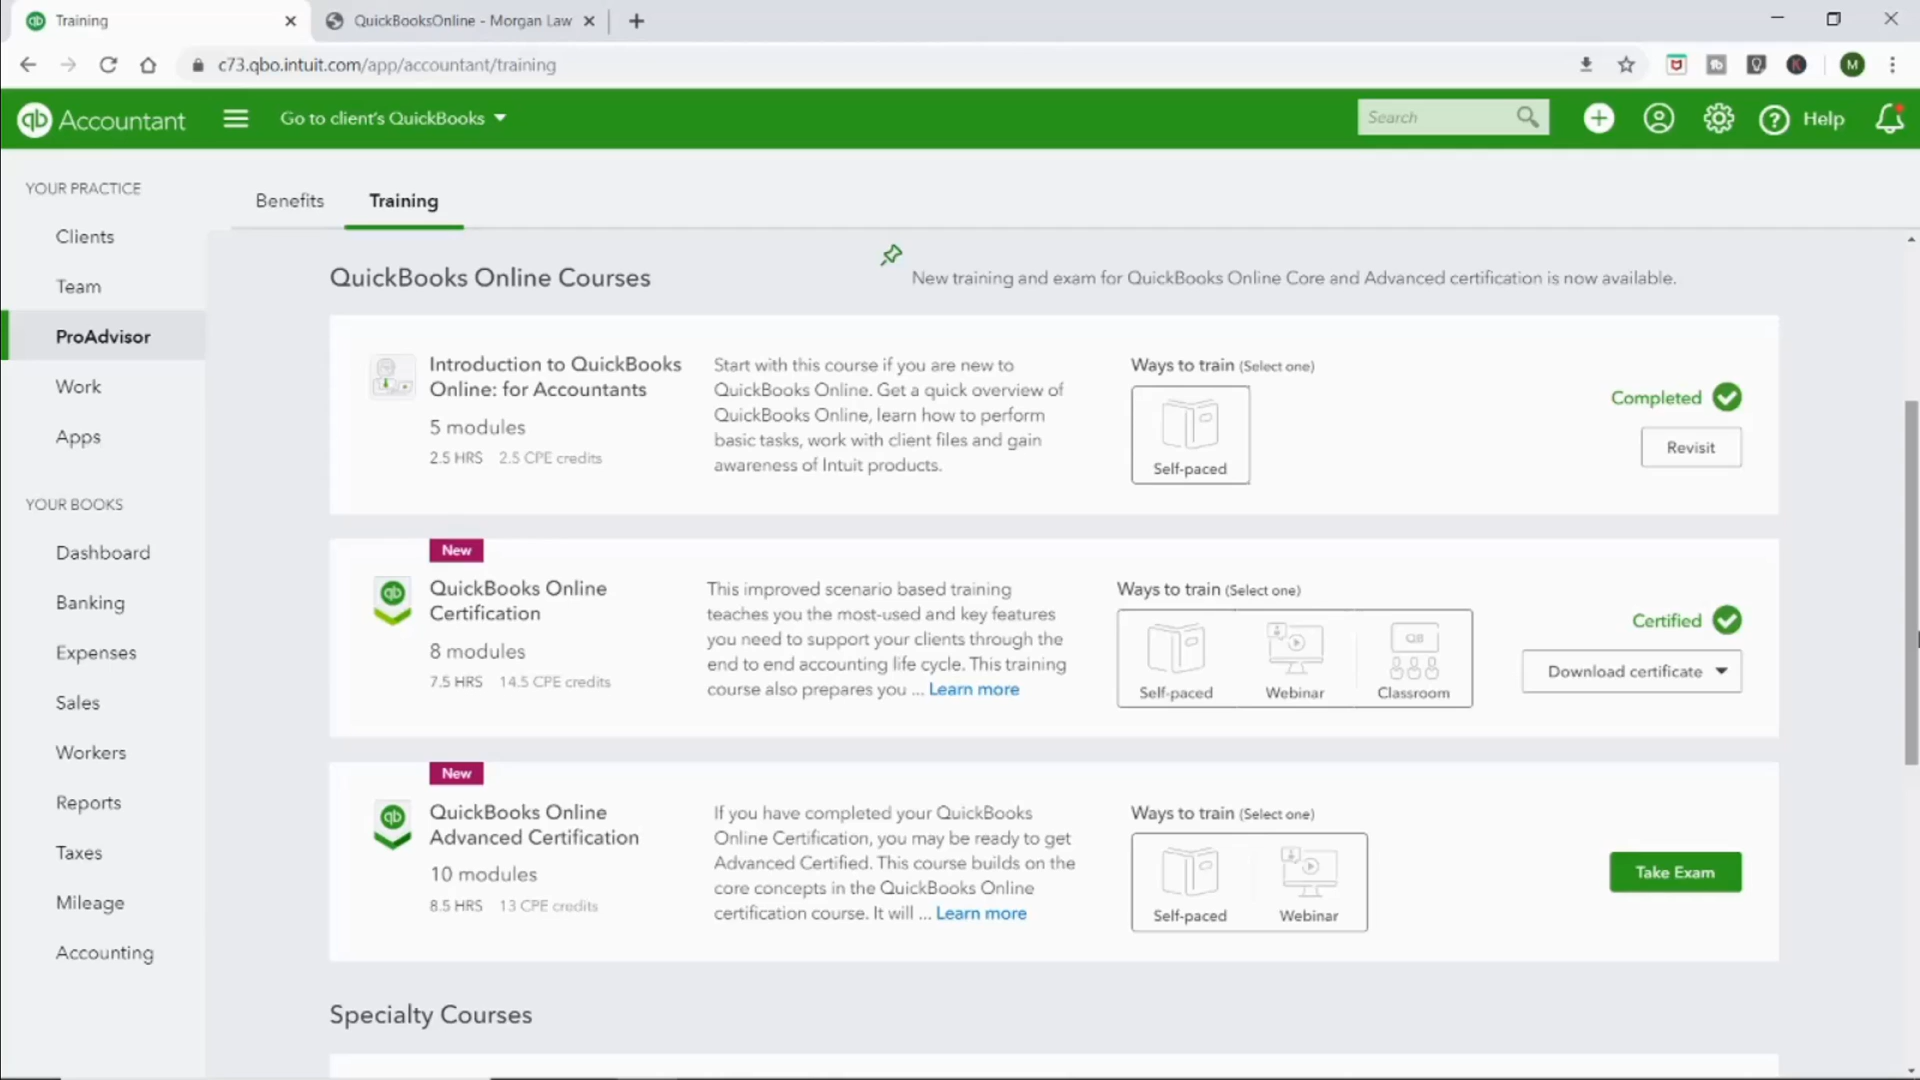 Training
QuickBooksOnline - Morgan Law
c73.qbo.intuit.com/app/accountant/training
M
qb Accountant
Go to client's QuickBooks
Search
Help
YOUR PRACTICE
Clients
Team
ProAdvisor
Work
Apps
YOUR BOOKS
Dashboard
Banking
Expenses
Sales
Workers
Reports
Taxes
Mileage
Accounting
Benefits
Training
QuickBooks Online Courses
New training and exam for QuickBooks Online Core and Advanced certification is now available.
Introduction to QuickBooks
Online: for Accountants
5 modules
2.5 HRS 2.5 CPE credits
Start with this course if you are new to
QuickBooks Online. Get a quick overview of
QuickBooks Online, learn how to perform
basic tasks, work with client files and gain
awareness of Intuit products.
Ways to train (Select one)
Self-paced
Completed
Revisit
New
qb
QuickBooks Online
Certification
8 modules
7.5 HRS 14.5 CPE credits
This improved scenario based training
teaches you the most-used and key features
you need to support your clients through the
end to end accounting life cycle. This training
course also prepares you ... Learn more
Ways to train (Select one)
Self-paced
Webinar
Classroom
Certified
Download certificate
New
qb
QuickBooks Online
Advanced Certification
10 modules
8.5 HRS 13 CPE credits
If you have completed your QuickBooks
Online Certification, you may be ready to get
Advanced Certified. This course builds on the
core concepts in the QuickBooks Online
certification course. It will ... Learn more
Ways to train (Select one)
Self-paced
Webinar
Take Exam
Specialty Courses